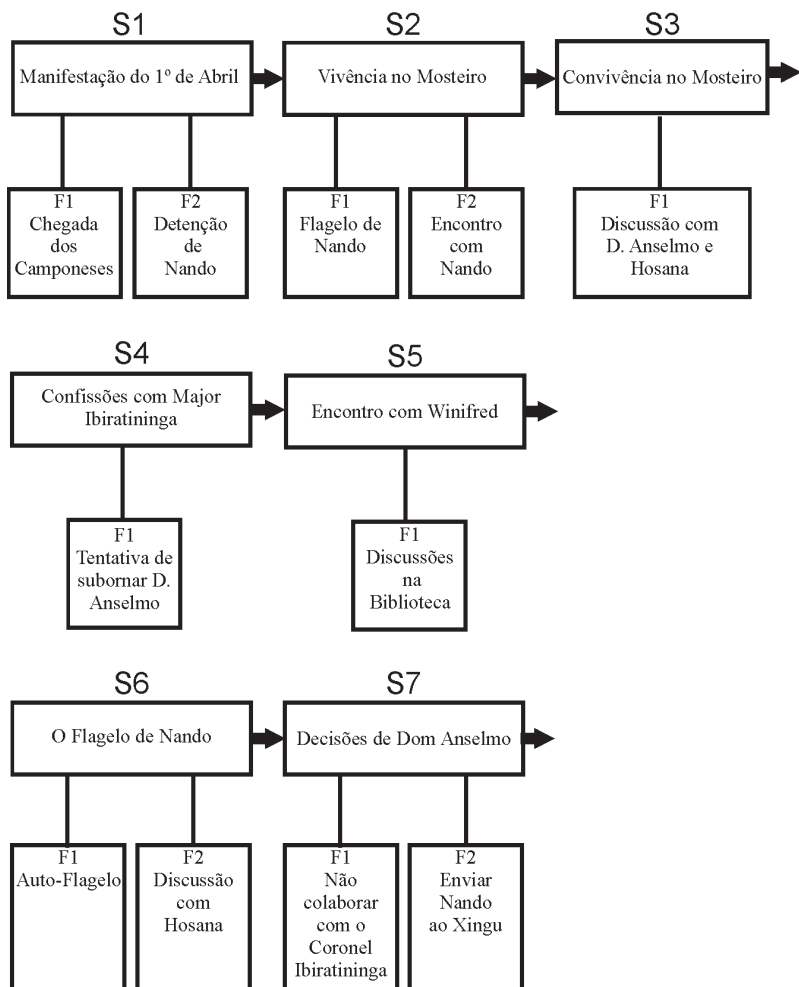 S1
Manifestação do 1º de Abril
F1
Chegada
dos
Camponeses
F2
Detenção
de
Nando
S2
Vivência no Mosteiro
F1
Flagelo de
Nando
F2
Encontro
com
Nando
S3
Convivência no Mosteiro
F1
Discussão com
D. Anselmo e
Hosana
S4
Confissões com Major
Ibiratininga
F1
Tentativa de
subornar D.
Anselmo
S5
Encontro com Winifred
F1
Discussões
na
Biblioteca
S6
O Flagelo de Nando
F1
Auto-Flagelo
F2
Discussão
com
Hosana
S7
Decisões de Dom Anselmo
F1
Não
colaborar
com o
Coronel
Ibiratininga
F2
Enviar
Nando
ao Xingu